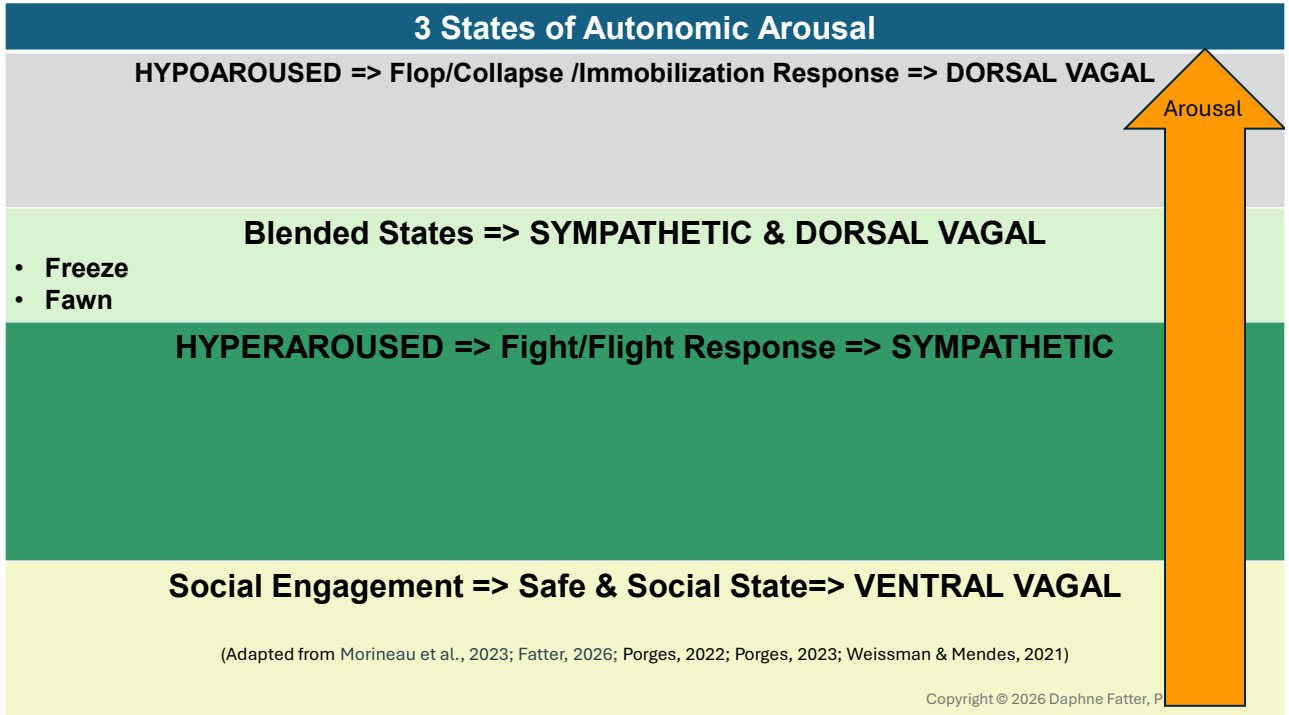 3 States of Autonomic Arousal
HYPOAROUSED => Flop/Collapse /Immobilization Response => DORSAL VAGAL
Arousal
Blended States => SYMPATHETIC & DORSAL VAGAL
• Freeze
• Fawn
HYPERAROUSED => Fight/Flight Response => SYMPATHETIC
Social Engagement => Safe & Social State=> VENTRAL VAGAL
(Adapted from Morineau et al., 2023; Fatter, 2026; Porges, 2022; Porges, 2023; Weissman & Mendes, 2021)
Copyright © 2026 Daphne Fatter, P